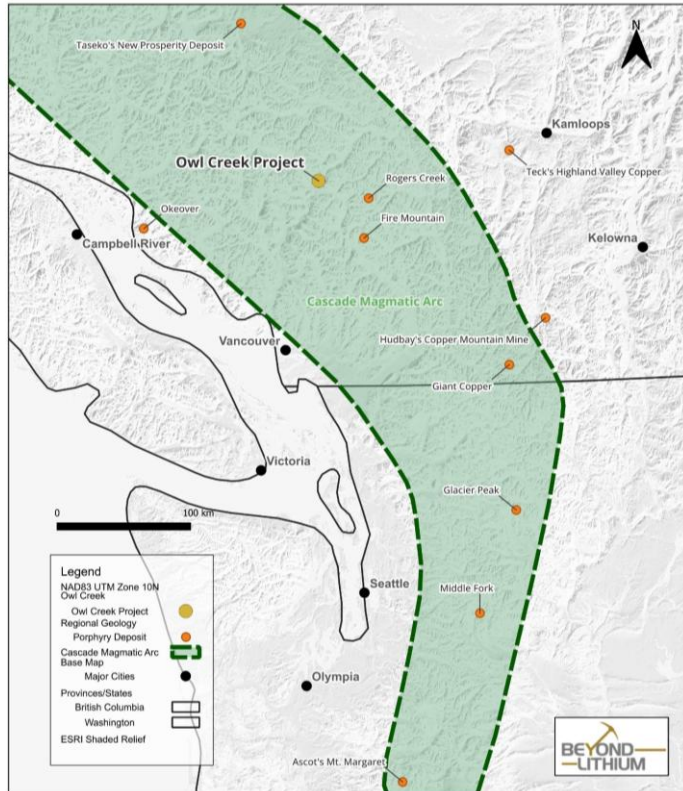 Taseko's New Prosperity Deposit
N
Kamloops
Teck's Highland Valley Copper
Owl Creek Project
Rogers Creek
Okeover
Fire Mountain
Campbell River
Kelowna
Cascade Magmatic Arc
Vancouver
Hudbay's Copper Mountain Mine
Giant Copper
Victoria
Glacier Peak
0 100 km
Seattle
Middle Fork
Olympia
Ascot's Mt. Margaret
Legend
NAD83 UTM Zone 10N
Owl Creek
Owl Creek Project
Regional Geology
Porphyry Deposit
Cascade Magmatic Arc
Base Map
Major Cities
Provinces/States
British Columbia
Washington
ESRI Shaded Relief
BEYOND
LITHIUM